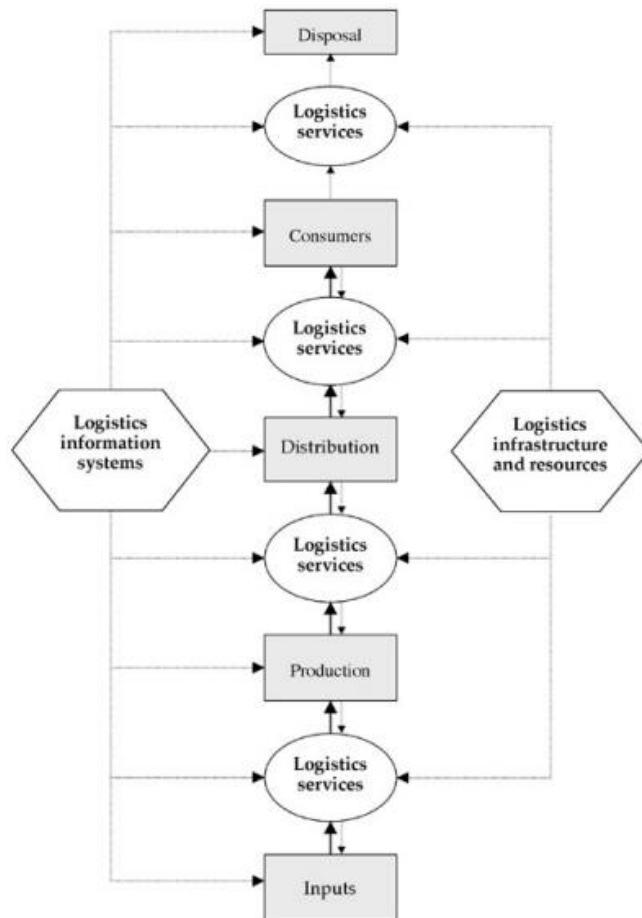 Disposal
Logistics
services
Consumers
Logistics
services
Logistics
information
systems
Distribution
Logistics
infrastructure
and resources
Logistics
services
Production
Logistics
services
Inputs